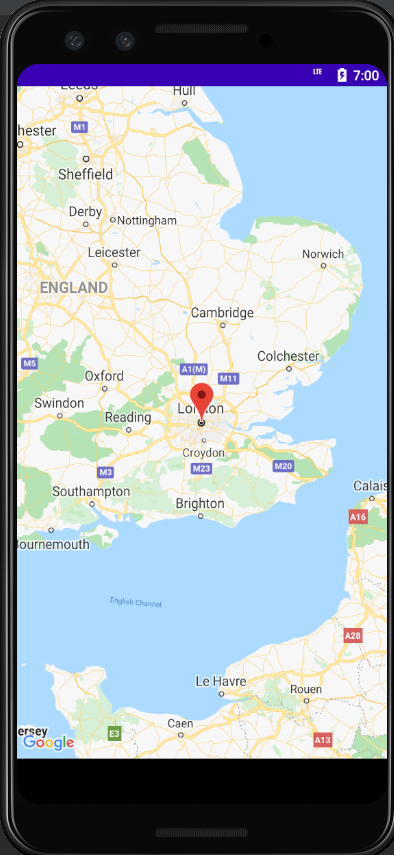 LTE 7:00
Leeds
Hull
M1
hester
Sheffield
Derby
Nottingham
Leicester
Norwich
ENGLAND
Cambridge
Colchester
M5
A1(M)
M11
Oxford
Swindon
London
Reading
Croydon
M3
M23
M20
Southampton
Brighton
Calais
A16
Bournemouth
English Channel
A28
Le Havre
Rouen
Caen
ersey
E3
A13
Google